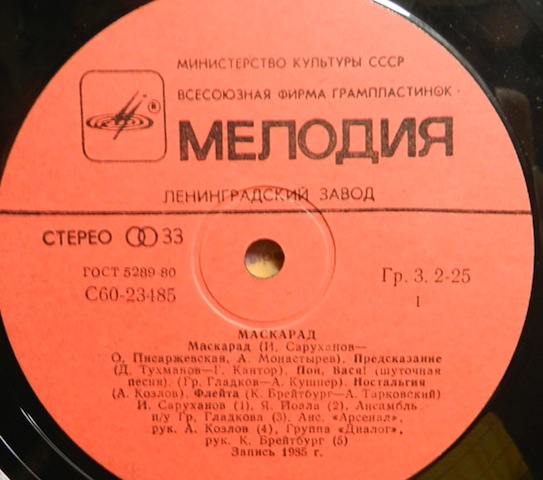 МИНИСТЕРСТВО КУЛЬТУРЫ СССР
ВСЕСОЮЗНАЯ ФИРМА ГРАМПЛАСТИНОК
®
МЕЛОДИЯ
ЛЕНИНГРАДСКИЙ ЗАВОД
СТЕРЕО 33
ГОСТ 5289-80
С60-23485
Гр. 3. 2-25
1
МАСКАРАД
Маскарад (И. Саруханов—
О. Писаржевская, А. Монастырев). Предсказание
(Д. Тухманов—Г. Кантор). Пой, Вася! (шуточная
песня). (Гр. Гладков—А. Кушнер). Ностальгия
(А. Козлов). Флейта (К. Брейтбург—А. Тарковский)
И. Саруханов (1), Я. Йоала (2). Ансамбль
п/у Гр. Гладкова (3). Анс. «Арсенал»,
рук. А. Козлов (4), Группа «Диалог»,
рук. К. Брейтбург (5)
Запись 1985 г.